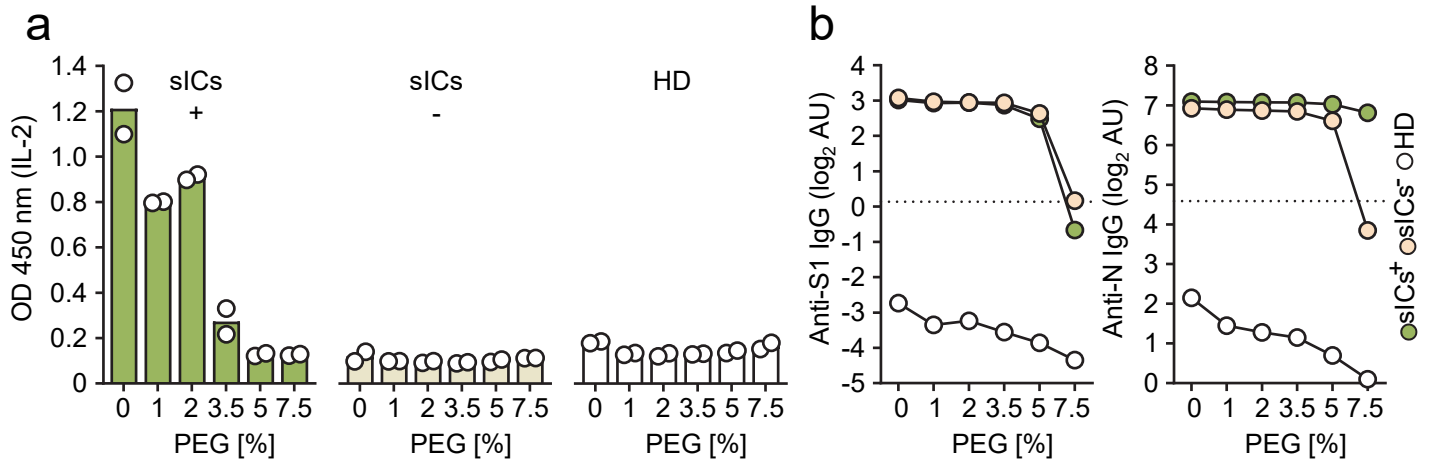 a
b
OD 450 nm (IL-2)
1.4
1.2
1.0
0.8
0.6
0.4
0.2
0
sICs
+
sICs
-
HD
0 1 2 3.5 5 7.5
PEG [%]
0 1 2 3.5 5 7.5
PEG [%]
0 1 2 3.5 5 7.5
PEG [%]
Anti-S1 IgG (log₂ AU)
4
3
2
1
0
-1
-2
-3
-4
-5
0 1 2 3.5 5 7.5
PEG [%]
Anti-N IgG (log₂ AU)
8
7
6
5
4
3
2
1
0
0 1 2 3.5 5 7.5
PEG [%]
sICs⁺ sICs⁻ HD